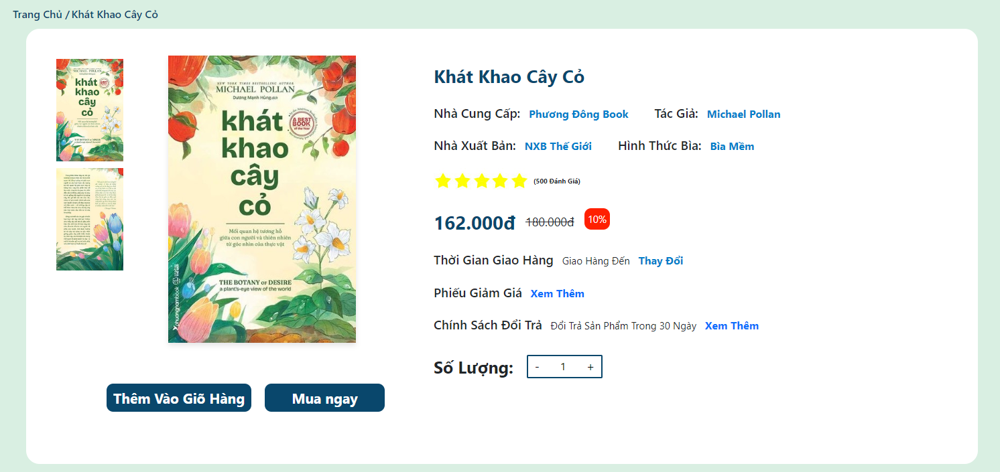 Trang Chủ / Khát Khao Cây Cỏ
khát
khao
cây
cỏ
NEW YORK TIMES BESTSELLING AUTHOR
MICHAEL POLLAN
Dương Mạnh Hùng dịch
khát
khao
cây
cỏ
A BEST
BOOK
of the Year
Mối quan hệ tương hỗ
giữa con người và thiên nhiên
từ góc nhìn của thực vật
THE BOTANY OF DESIRE
a plant's-eye view of the world
phuongnambook
Khát Khao Cây Cỏ
Nhà Cung Cấp: Phương Đông Book Tác Giả: Michael Pollan
Nhà Xuất Bản: NXB Thế Giới Hình Thức Bìa: Bìa Mềm
(500 Đánh Giá)
162.000đ 180.000đ 10%
Thời Gian Giao Hàng Giao Hàng Đến Thay Đổi
Phiếu Giảm Giá Xem Thêm
Chính Sách Đổi Trả Đổi Trả Sản Phẩm Trong 30 Ngày Xem Thêm
Số Lượng: - 1 +
Thêm Vào Giõ Hàng Mua ngay